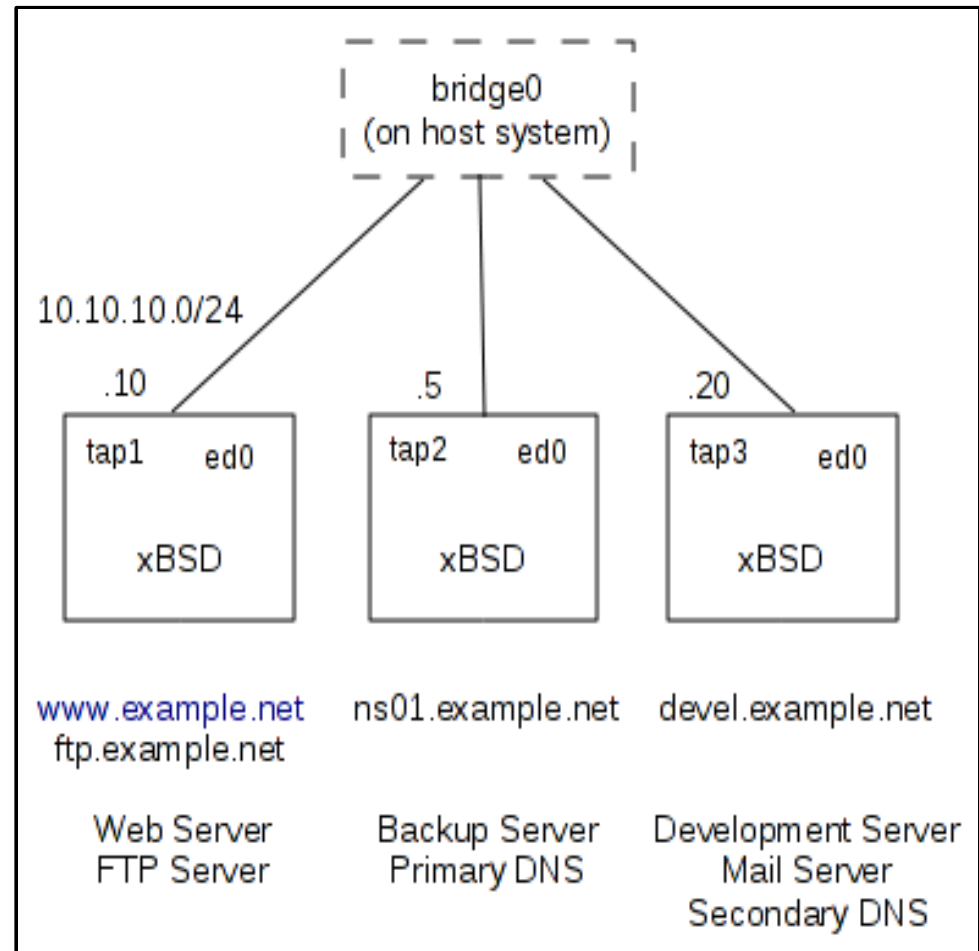 bridge0
(on host system)
10.10.10.0/24
.10
.5
.20
tap1 ed0
tap2 ed0
tap3 ed0
xBSD
xBSD
xBSD
www.example.net
ftp.example.net
ns01.example.net
devel.example.net
Web Server
FTP Server
Backup Server
Primary DNS
Development Server
Mail Server
Secondary DNS